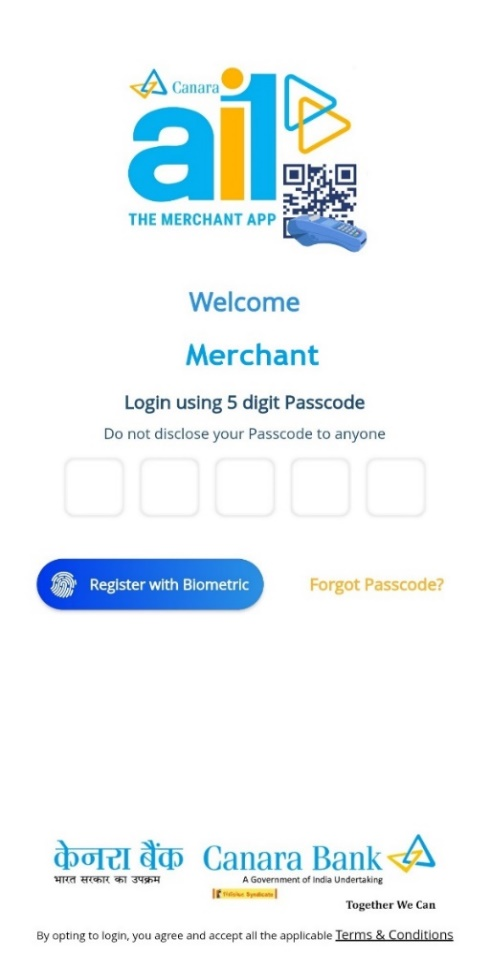 Canara
ai1
THE MERCHANT APP
Welcome
Merchant
Login using 5 digit Passcode
Do not disclose your Passcode to anyone
Register with Biometric
Forgot Passcode?
केनरा बैंक Canara Bank
भारत सरकार का उपक्रम A Government of India Undertaking
Syndicate
Together We Can
By opting to login, you agree and accept all the applicable Terms & Conditions